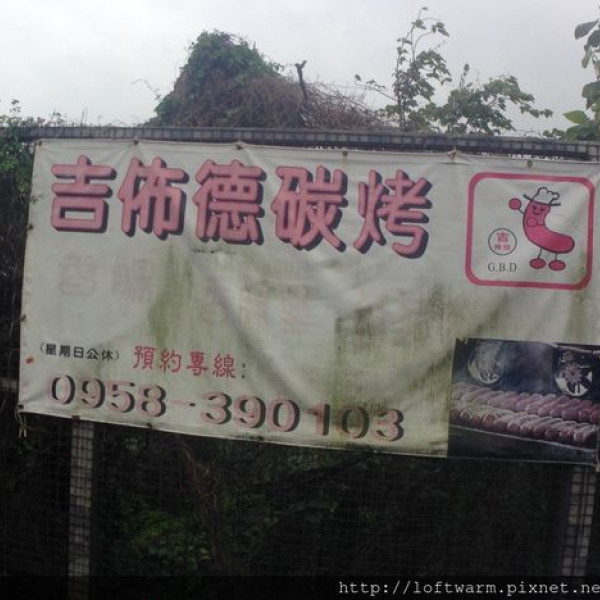 吉佈德碳烤
G.B.D
(星期日公休) 預約專線:
0958-390103
http://loftwarm.pixnet.ne